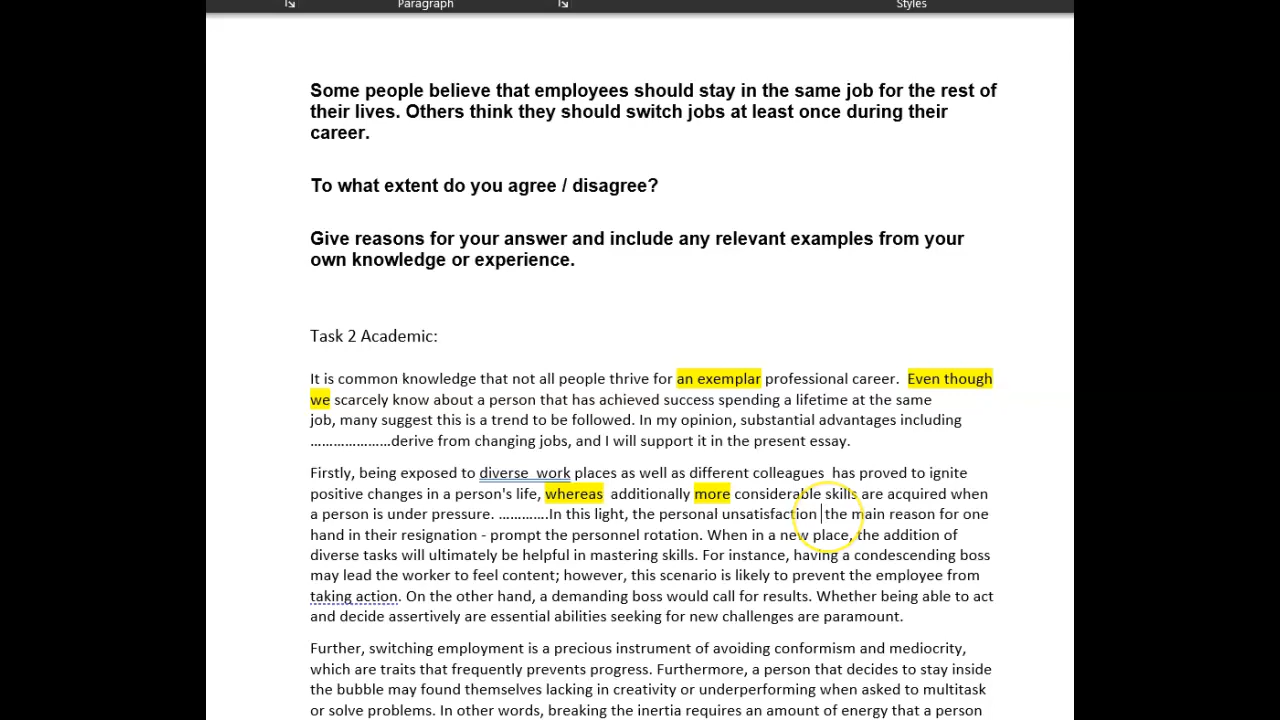 Paragraph
Styles
Some people believe that employees should stay in the same job for the rest of
their lives. Others think they should switch jobs at least once during their
career.
To what extent do you agree / disagree?
Give reasons for your answer and include any relevant examples from your
own knowledge or experience.
Task 2 Academic:
It is common knowledge that not all people thrive for an exemplar professional career.  Even though
we scarcely know about a person that has achieved success spending a lifetime at the same
job, many suggest this is a trend to be followed. In my opinion, substantial advantages including
…………………derive from changing jobs, and I will support it in the present essay.
Firstly, being exposed to diverse  work places as well as different colleagues  has proved to ignite
positive changes in a person's life, whereas  additionally more considerable skills are acquired when
a person is under pressure. ………….In this light, the personal unsatisfaction the main reason for one
hand in their resignation - prompt the personnel rotation. When in a new place, the addition of
diverse tasks will ultimately be helpful in mastering skills. For instance, having a condescending boss
may lead the worker to feel content; however, this scenario is likely to prevent the employee from
taking action. On the other hand, a demanding boss would call for results. Whether being able to act
and decide assertively are essential abilities seeking for new challenges are paramount.
Further, switching employment is a precious instrument of avoiding conformism and mediocrity,
which are traits that frequently prevents progress. Furthermore, a person that decides to stay inside
the bubble may found themselves lacking in creativity or underperforming when asked to multitask
or solve problems. In other words, breaking the inertia requires an amount of energy that a person